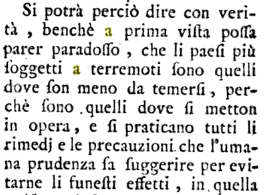 Si potrà perciò dire con veri-
tà , benchè a prima viſta poſſa
parer paradoſſo , che li paeſi più
ſoggetti a terremoti ſono quelli
dove ſon meno da temerſi, per-
chè ſono quelli dove ſi metton
in opera, e ſi praticano tutti li
rimedj e le precauzioni che l'uma-
na prudenza ſa ſuggerire per evi-
tarne li funeſti effetti , in quella